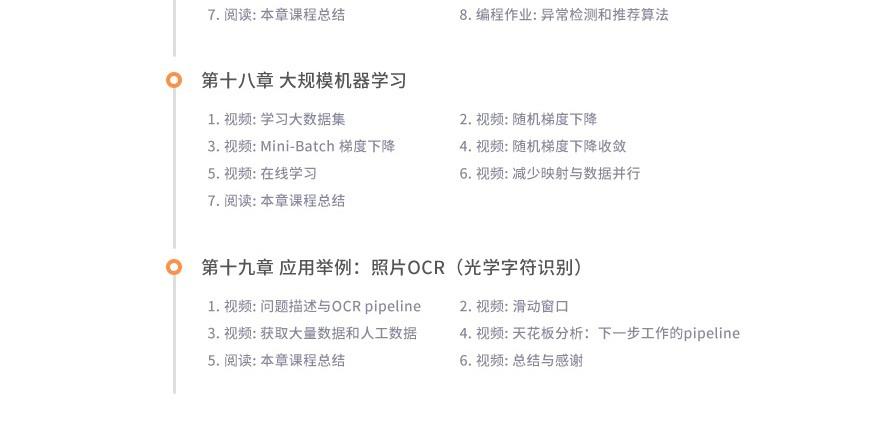 7. 阅读: 本章课程总结 8. 编程作业: 异常检测和推荐算法
第十八章 大规模机器学习
1. 视频: 学习大数据集 2. 视频: 随机梯度下降
3. 视频: Mini-Batch 梯度下降 4. 视频: 随机梯度下降收敛
5. 视频: 在线学习 6. 视频: 减少映射与数据并行
7. 阅读: 本章课程总结
第十九章 应用举例：照片OCR（光学字符识别）
1. 视频: 问题描述与OCR pipeline 2. 视频: 滑动窗口
3. 视频: 获取大量数据和人工数据 4. 视频: 天花板分析：下一步工作的pipeline
5. 阅读: 本章课程总结 6. 视频: 总结与感谢